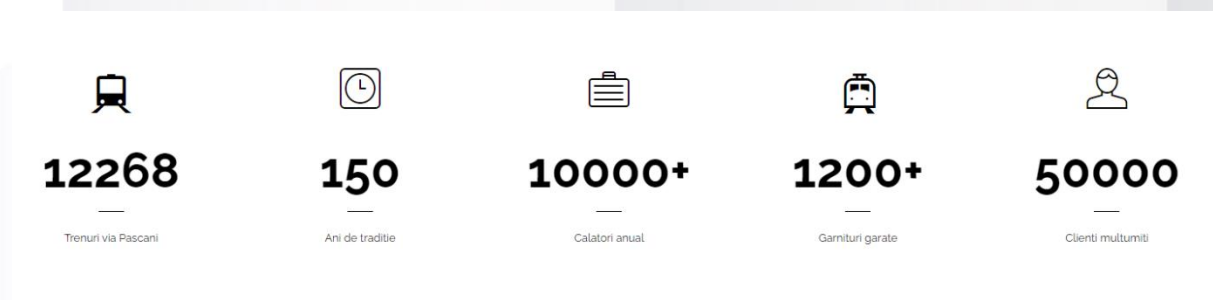 12268
150
10000+
1200+
50000
Trenuri via Pascani
Ani de traditie
Calatori anual
Garnituri garate
Clienti multumiti